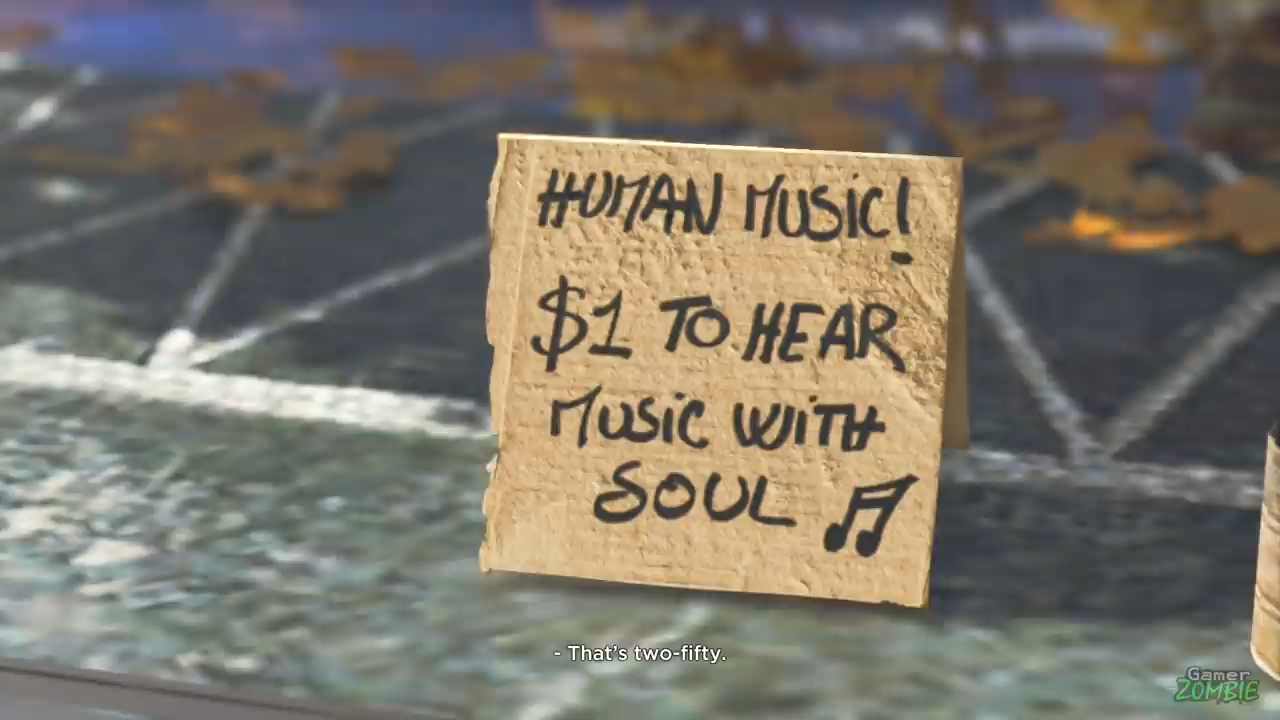 HUMAN MUSIC!
$1 TO HEAR
MUSIC WITH
SOUL
- That's two-fifty.
Gamer
ZOMBIE